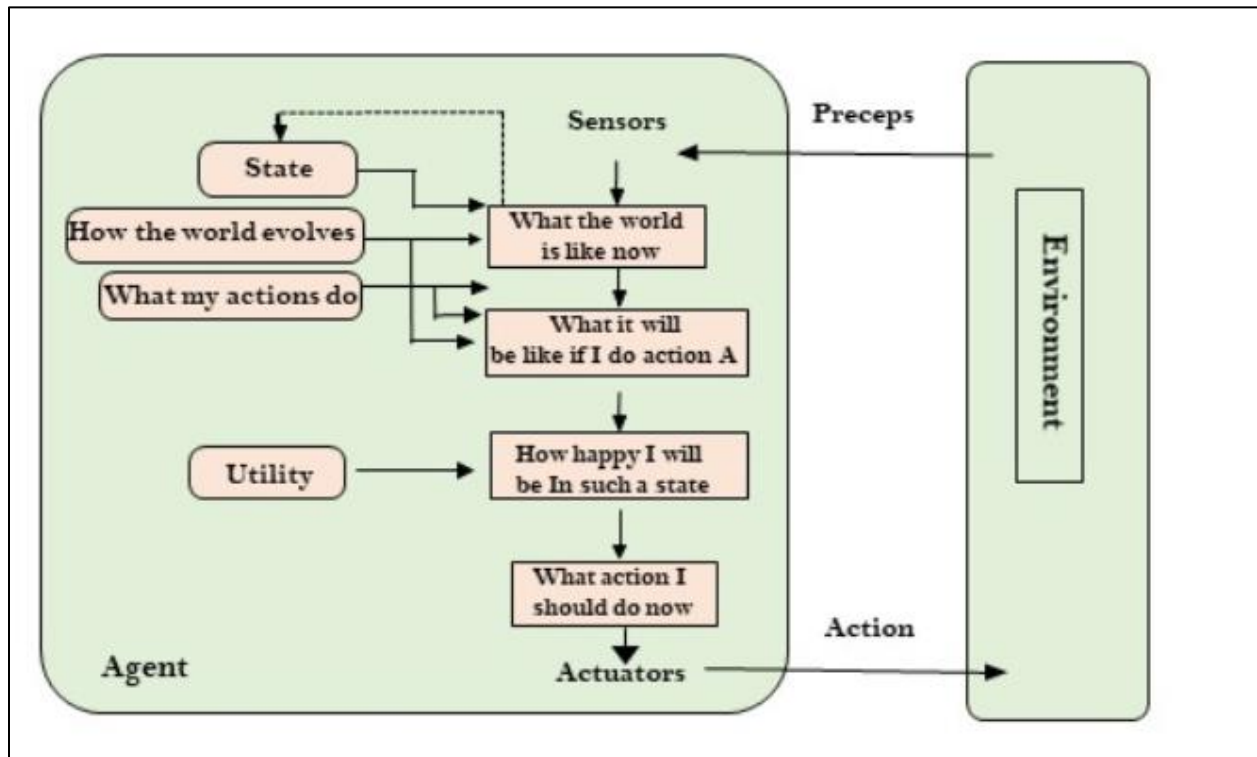 Sensors
Preceps
State
What the world
is like now
How the world evolves
What my actions do
What it will
be like if I do action A
How happy I will
be In such a state
Utility
What action I
should do now
Agent
Actuators
Action
Environment